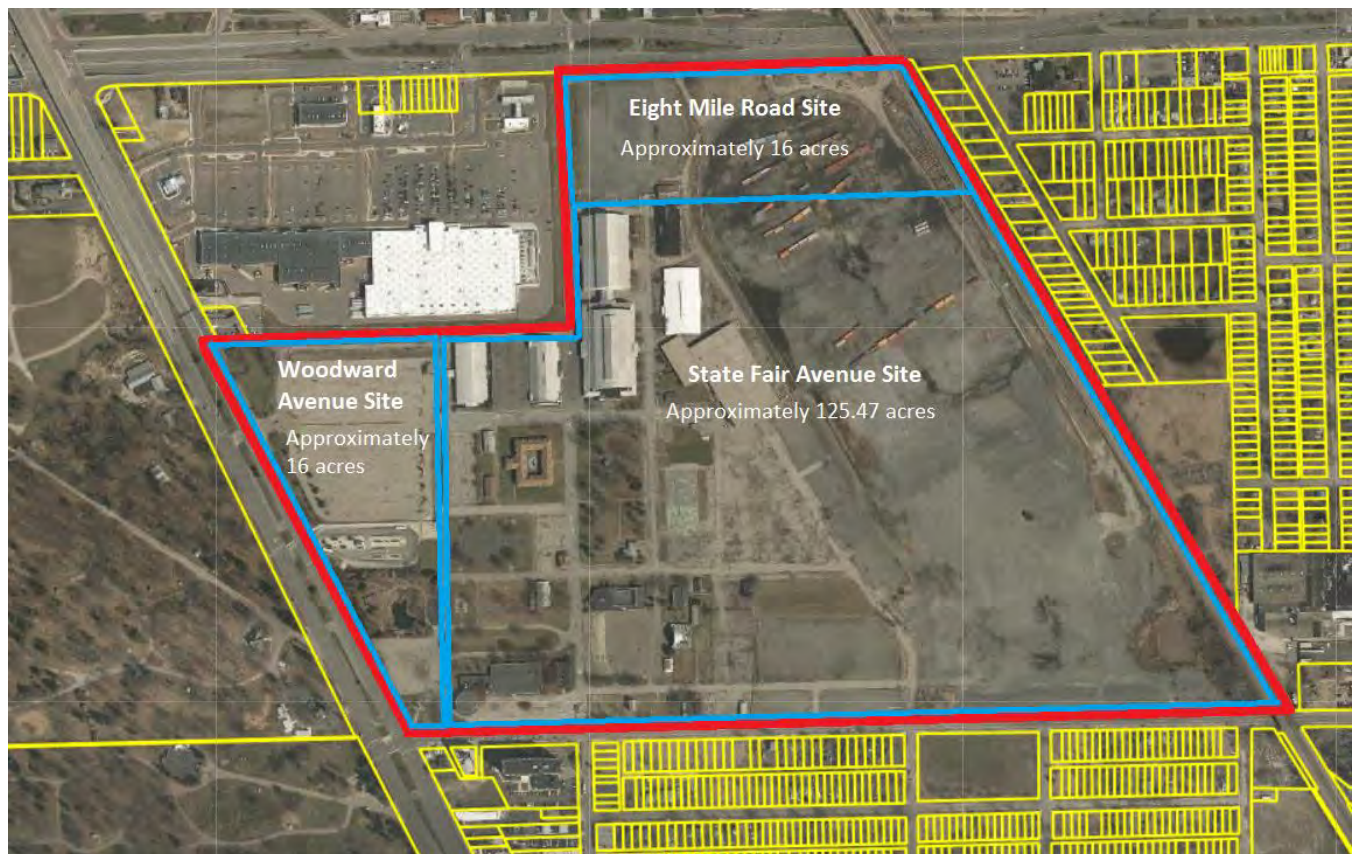 Eight Mile Road Site
Approximately 16 acres
Woodward
Avenue Site
Approximately
16 acres
State Fair Avenue Site
Approximately 125.47 acres